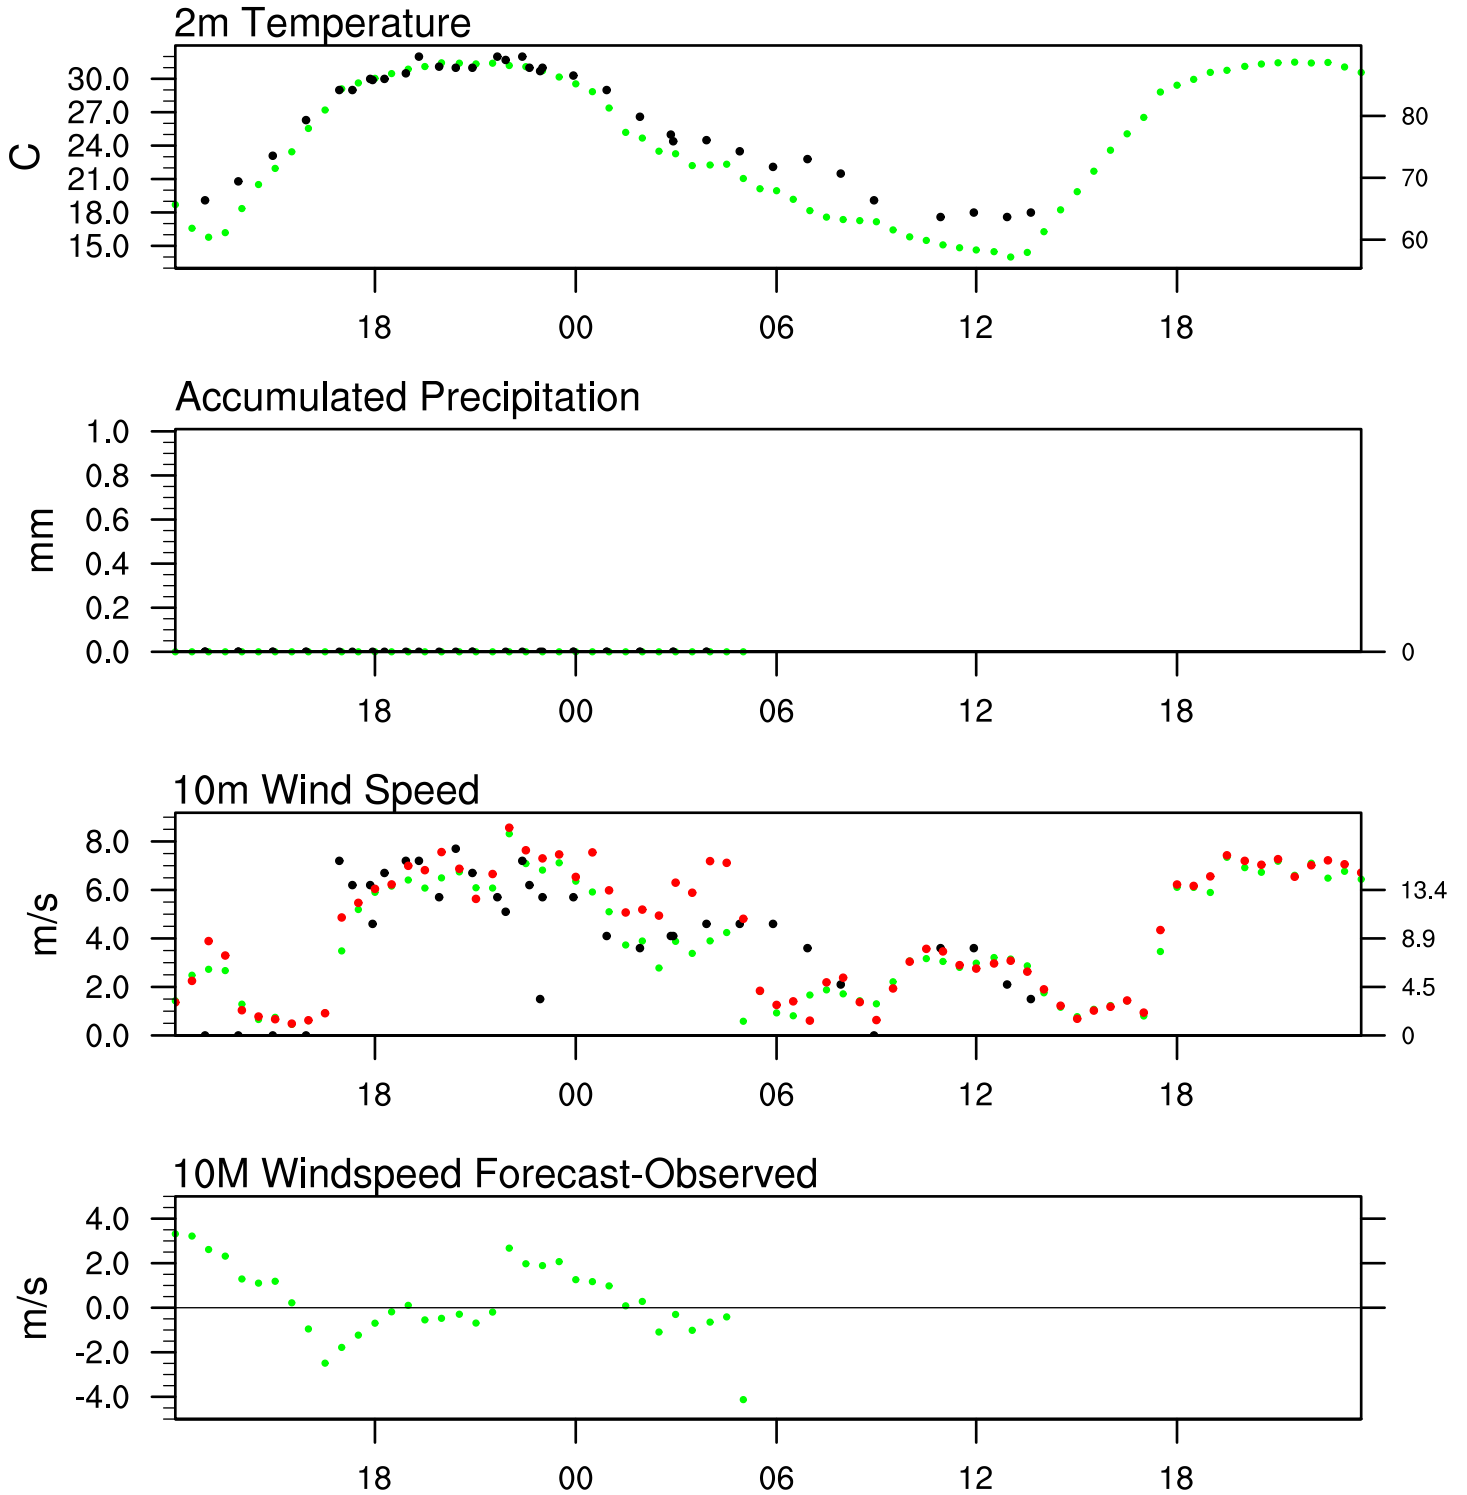 2m Temperature
30.0
27.0
24.0
21.0
18.0
15.0
C
80
70
60
18 00 06 12 18
Accumulated Precipitation
1.0
0.8
0.6
0.4
0.2
0.0
mm
0
18 00 06 12 18
10m Wind Speed
8.0
6.0
4.0
2.0
0.0
m/s
13.4
8.9
4.5
0
18 00 06 12 18
10M Windspeed Forecast-Observed
4.0
2.0
0.0
-2.0
-4.0
m/s
18 00 06 12 18